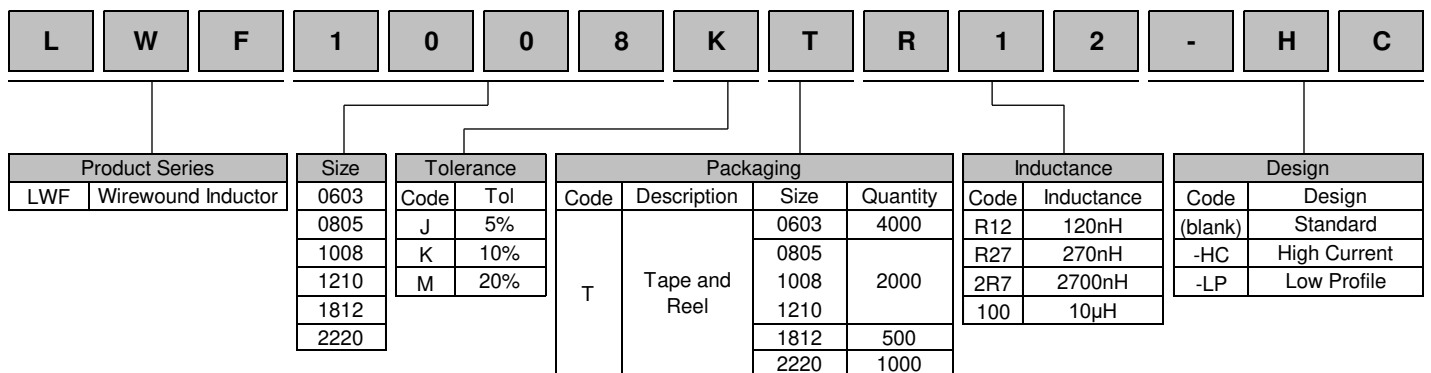 L W F 1 0 0 8 K T R 1 2 - H C
Product Series
LWF Wirewound Inductor
Size
0603
0805
1008
1210
1812
2220
Tolerance
Code Tol
J 5%
K 10%
M 20%
Packaging
Code Description Size Quantity
T
Tape and
Reel
0603 4000
0805
1008 2000
1210
1812 500
2220 1000
Inductance
Code Inductance
R12 120nH
R27 270nH
2R7 2700nH
100 10µH
Design
Code Design
(blank) Standard
-HC High Current
-LP Low Profile